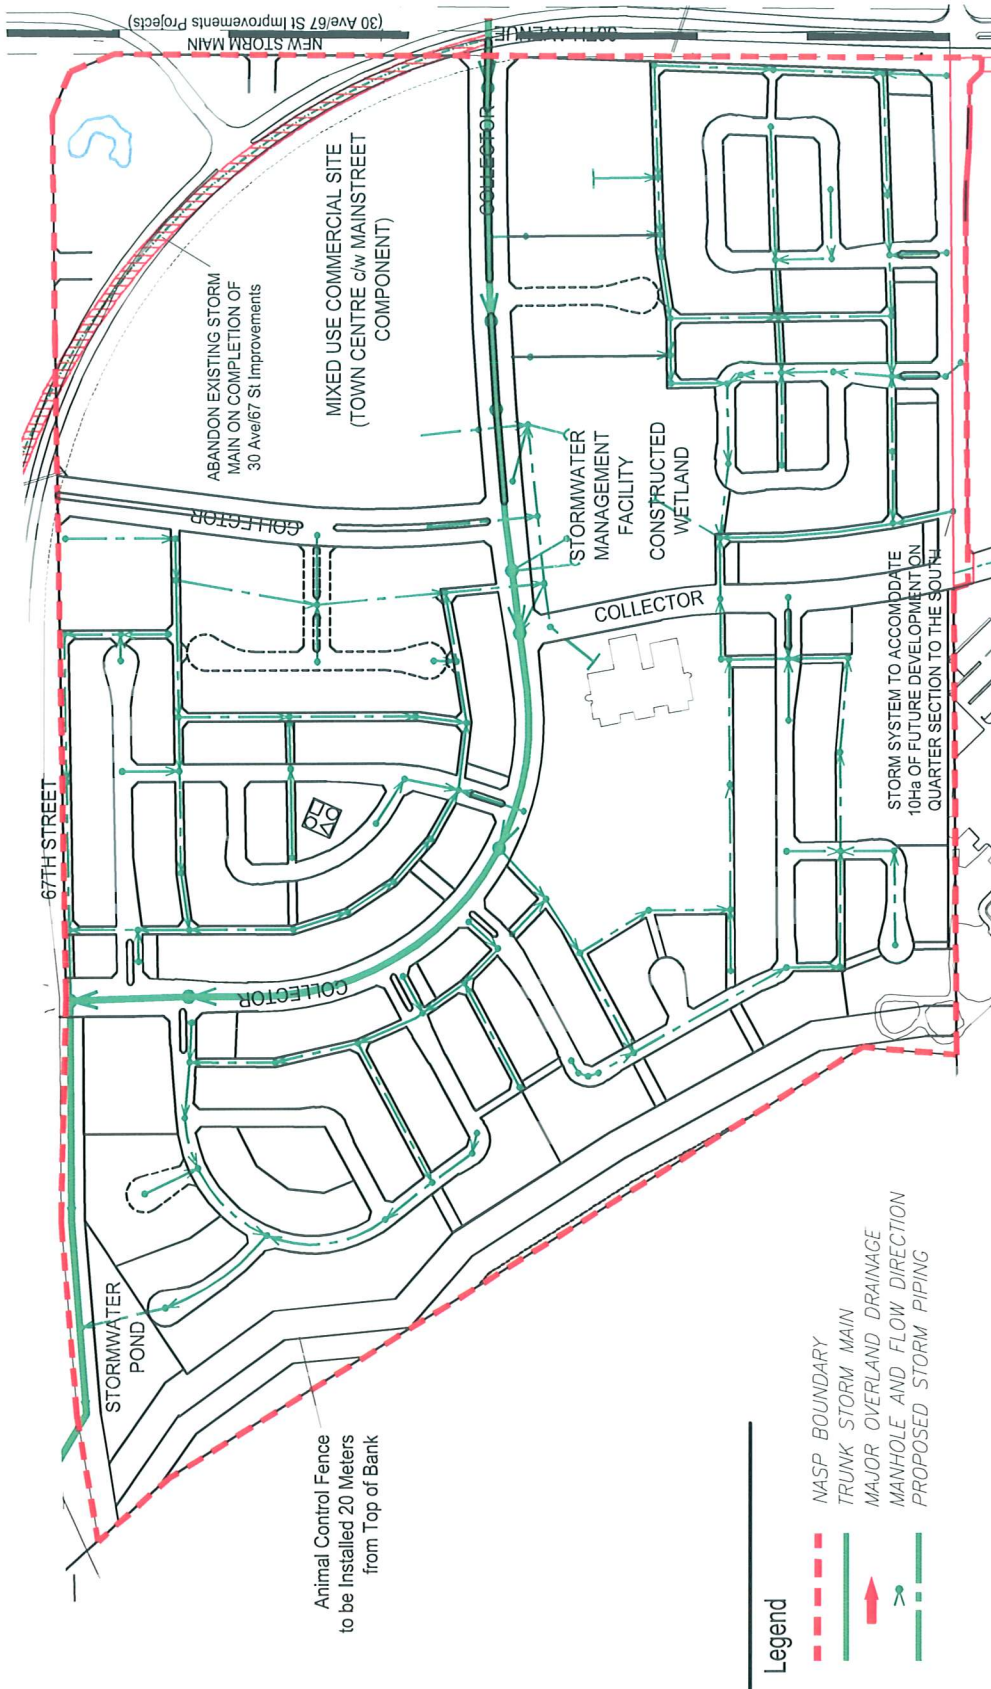 (30 Ave/67 St Improvements Projects)
NEW STORM MAIN
30TH AVENUE
COLLECTOR
MIXED USE COMMERCIAL SITE
(TOWN CENTRE c/w MAINSTREET
COMPONENT)
ABANDON EXISTING STORM
MAIN ON COMPLETION OF
30 Ave/67 St Improvements
COLLECTOR
STORMWATER
MANAGEMENT
FACILITY
CONSTRUCTED
WETLAND
COLLECTOR
STORM SYSTEM TO ACCOMODATE
10Ha OF FUTURE DEVELOPMENT ON
QUARTER SECTION TO THE SOUTH
67TH STREET
COLLECTOR
STORMWATER
POND
Animal Control Fence
to be Installed 20 Meters
from Top of Bank
Legend
NASP BOUNDARY
TRUNK STORM MAIN
MAJOR OVERLAND DRAINAGE
MANHOLE AND FLOW DIRECTION
PROPOSED STORM PIPING